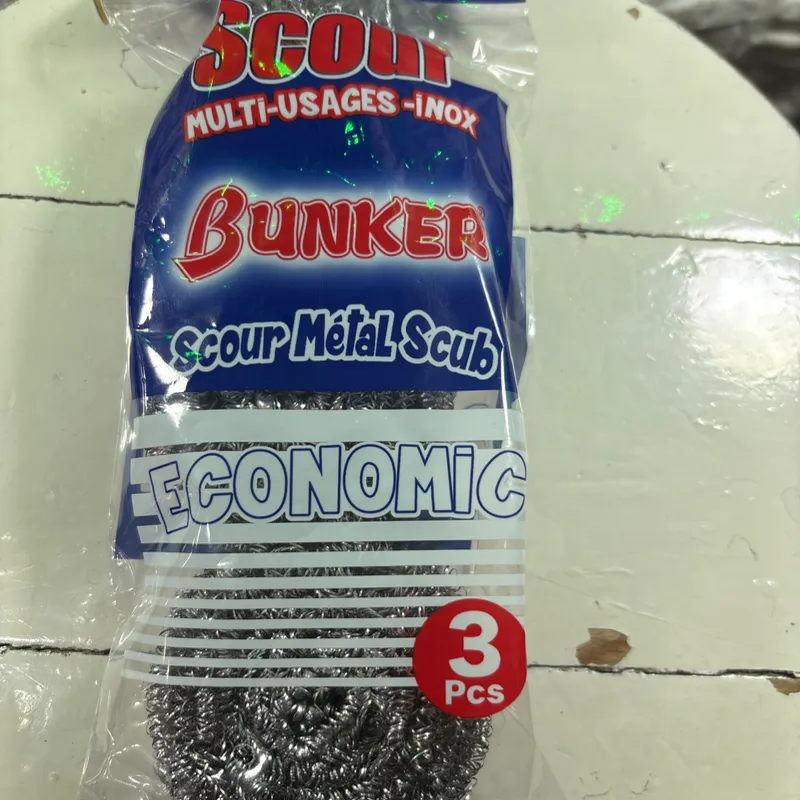 Scour
MULTi-USAGES -iNOX
BUNKER
Scour Métal Scub
ECONOMiC
3
Pcs